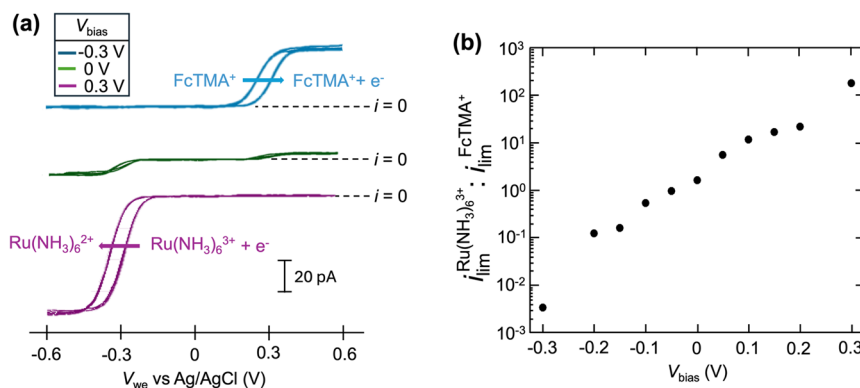 (a)
V_bias
-0.3 V
0 V
0.3 V
FcTMA⁺
FcTMA⁺+ e⁻
i = 0
i = 0
i = 0
Ru(NH₃)₆²⁺
Ru(NH₃)₆³⁺ + e⁻
20 pA
-0.6 -0.3 0 0.3 0.6
V_we vs Ag/AgCl (V)
(b)
i_lim^Ru(NH₃)₆³⁺ : i_lim^FcTMA⁺
10³
10²
10¹
10⁰
10⁻¹
10⁻²
10⁻³
-0.3 -0.2 -0.1 0 0.1 0.2 0.3
V_bias (V)